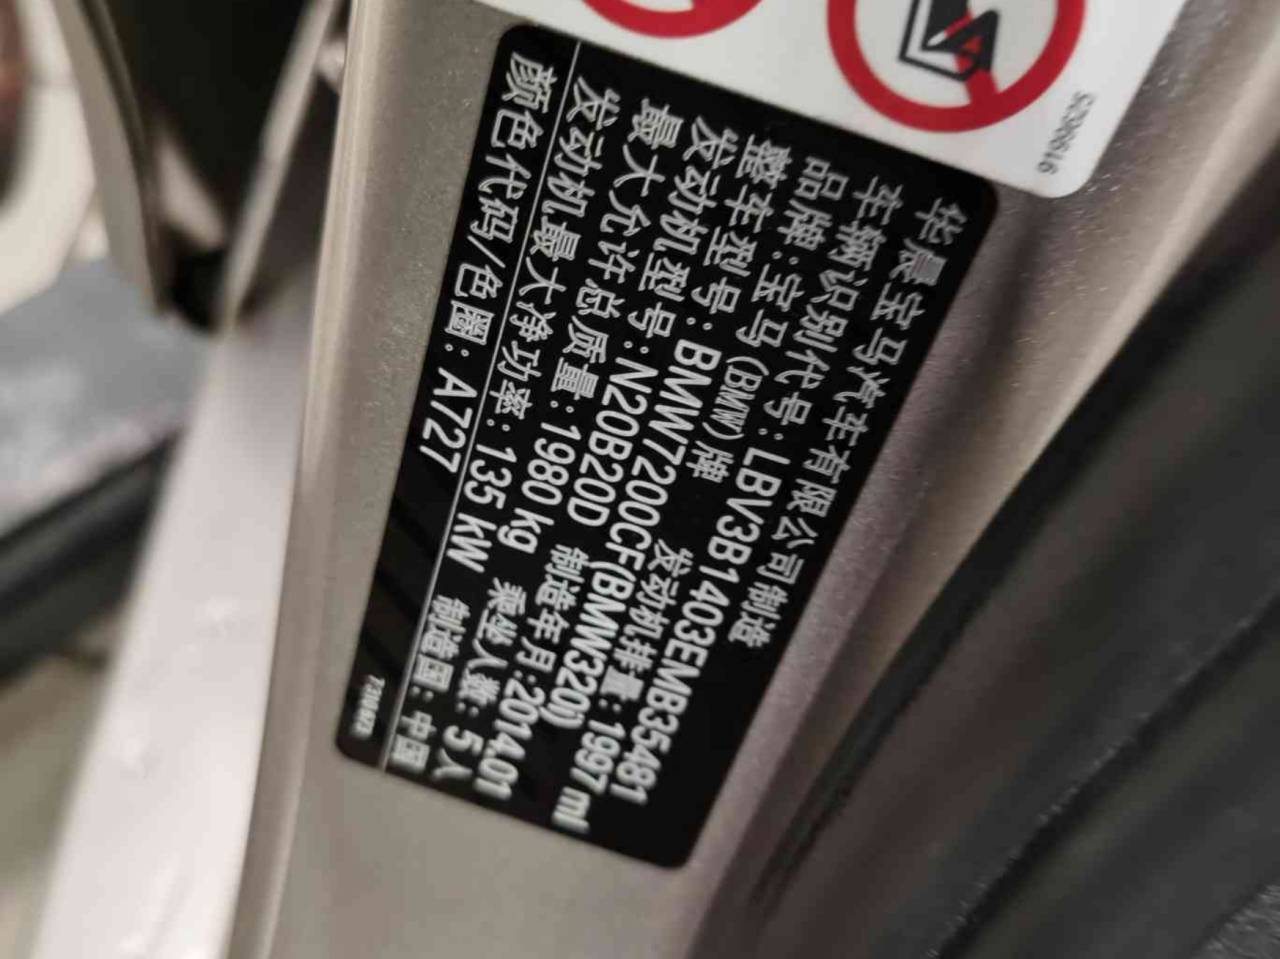 华晨宝马汽车有限公司制造
车辆识别代号:LBV3B1403EMB35481
品牌:宝马(BMW)牌 发动机排量:1997 ml
整车型号:BMW7200CF(BMW320i)
发动机型号:N20B20D 制造年月:2014.01
最大允许总质量:1980 kg 乘坐人数:5人
发动机最大净功率:135 kW 制造国:中国
颜色代码/色圈:A727